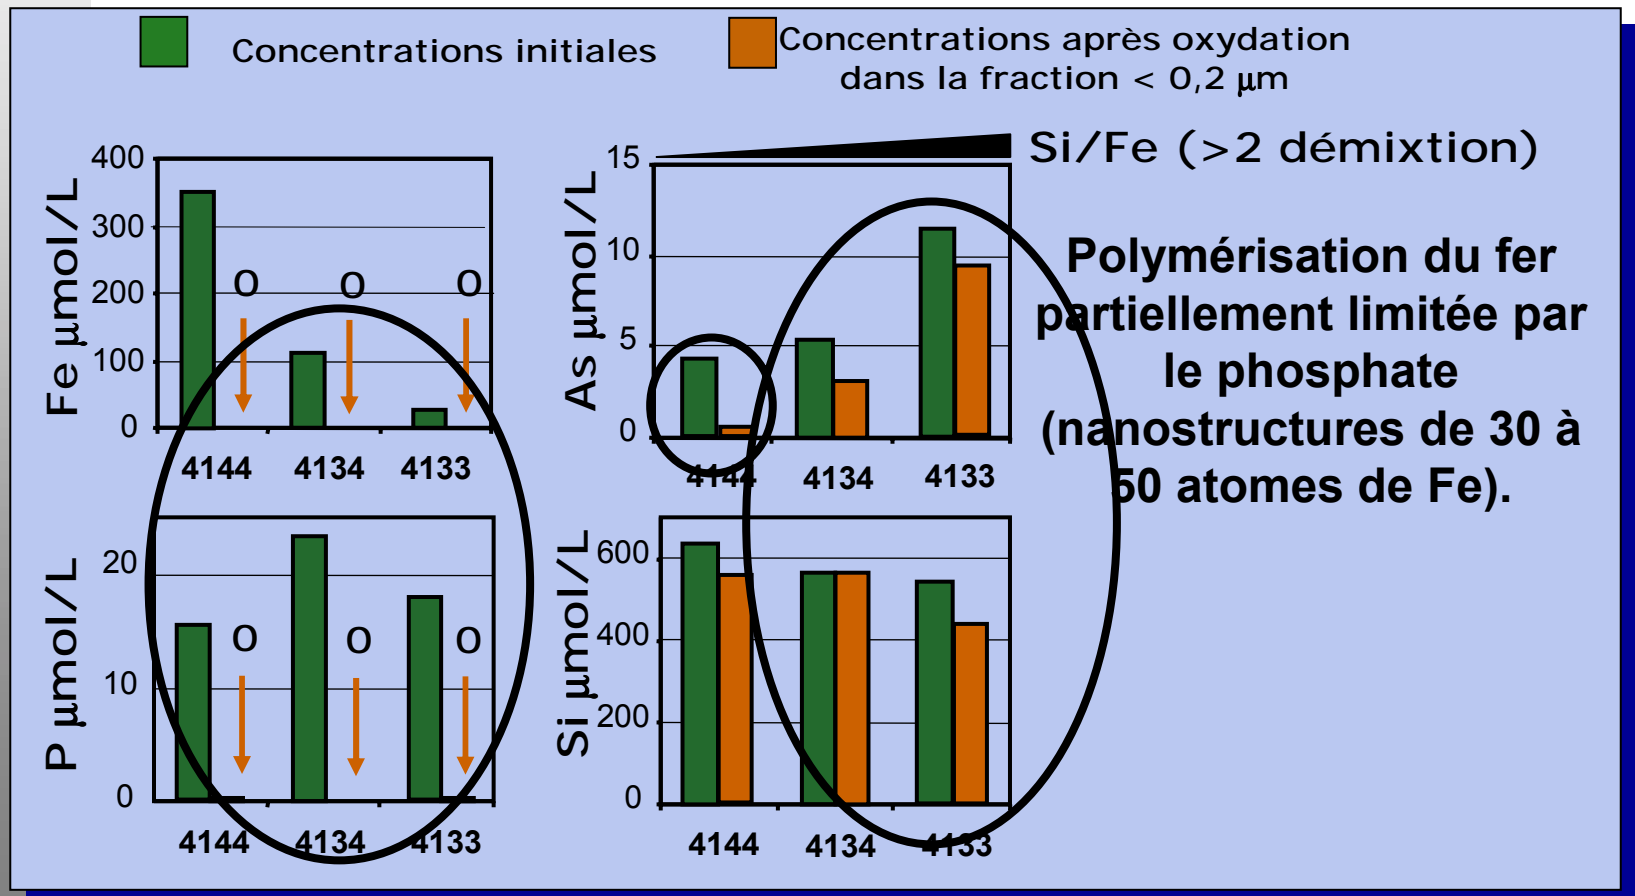 Concentrations initiales
Concentrations après oxydation
dans la fraction < 0,2 µm
Si/Fe (>2 démixtion)
Fe µmol/L
400
300
200
100
0
O
O
O
4144
4134
4133
As µmol/L
15
10
5
0
4144
4134
4133
Polymérisation du fer
partiellement limitée par
le phosphate
(nanostructures de 30 à
50 atomes de Fe).
P µmol/L
20
10
0
O
O
O
4144
4134
4133
Si µmol/L
600
400
200
0
4144
4134
4133